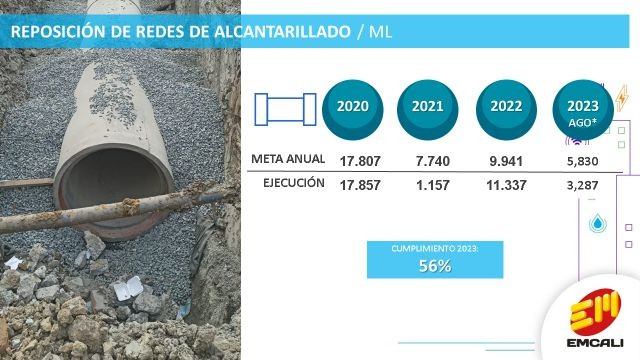 REPOSICIÓN DE REDES DE ALCANTARILLADO / ML
2020 2021 2022 2023
AGO*
META ANUAL 17.807 7.740 9.941 5,830
EJECUCIÓN 17.857 1.157 11.337 3,287
CUMPLIMIENTO 2023:
56%
EM
EMCALI